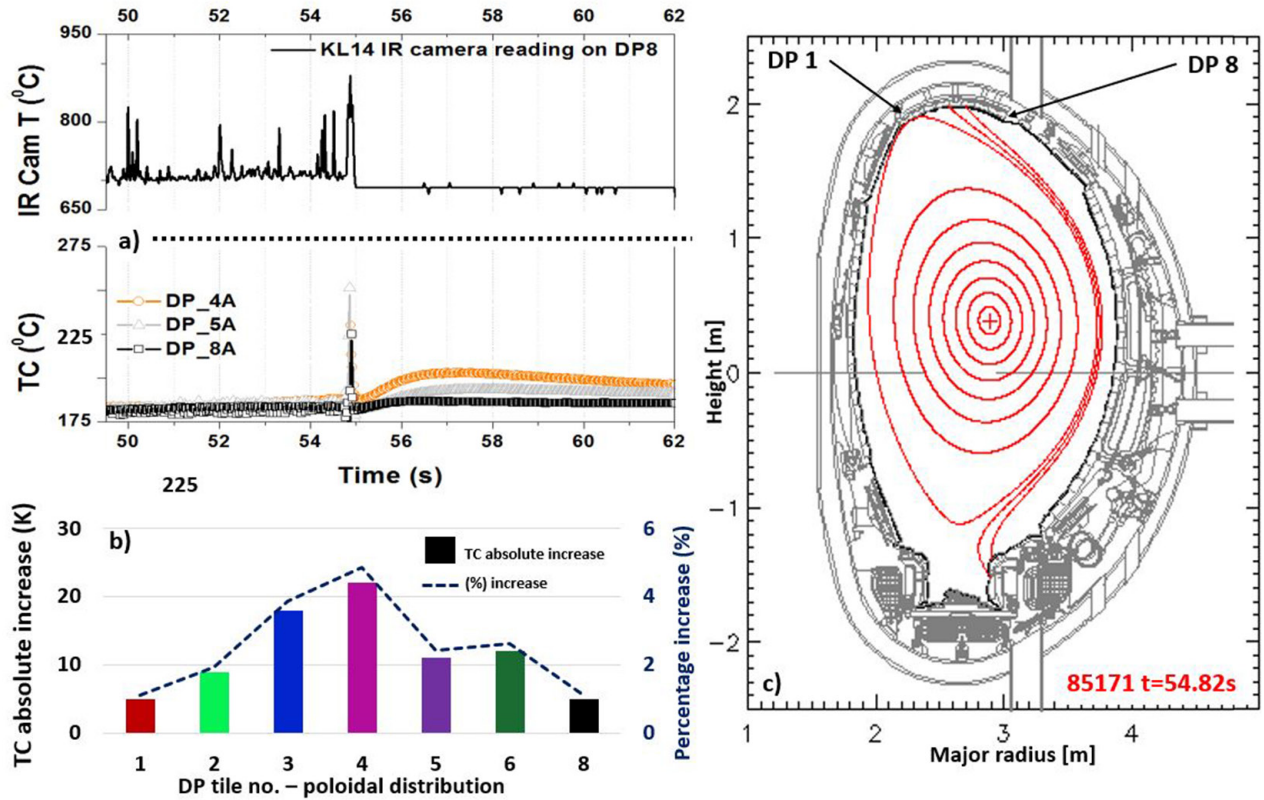 50 52 54 56 58 60 62
950
800
650
IR Cam T (⁰C)
KL14 IR camera reading on DP8
a)
275
225
175
TC (⁰C)
DP_4A
DP_5A
DP_8A
50 52 54 56 58 60 62
Time (s)
225
TC absolute increase (K)
30
20
10
0
b)
TC absolute increase
(%) increase
6
4
2
0
Percentage increase (%)
1 2 3 4 5 6 8
DP tile no. – poloidal distribution
DP 1
DP 8
2
1
0
−1
−2
Height [m]
c)
85171 t=54.82s
1 2 3 4
Major radius [m]